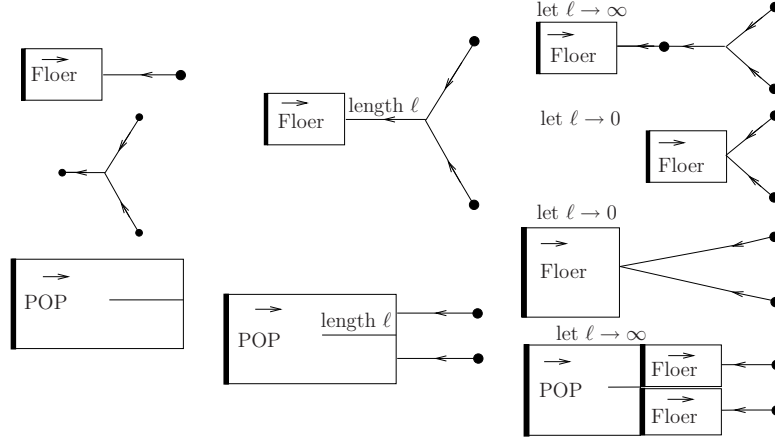 Floer
POP
length ℓ
Floer
length ℓ
POP
let ℓ → ∞
Floer
let ℓ → 0
Floer
let ℓ → 0
Floer
let ℓ → ∞
Floer
POP
Floer